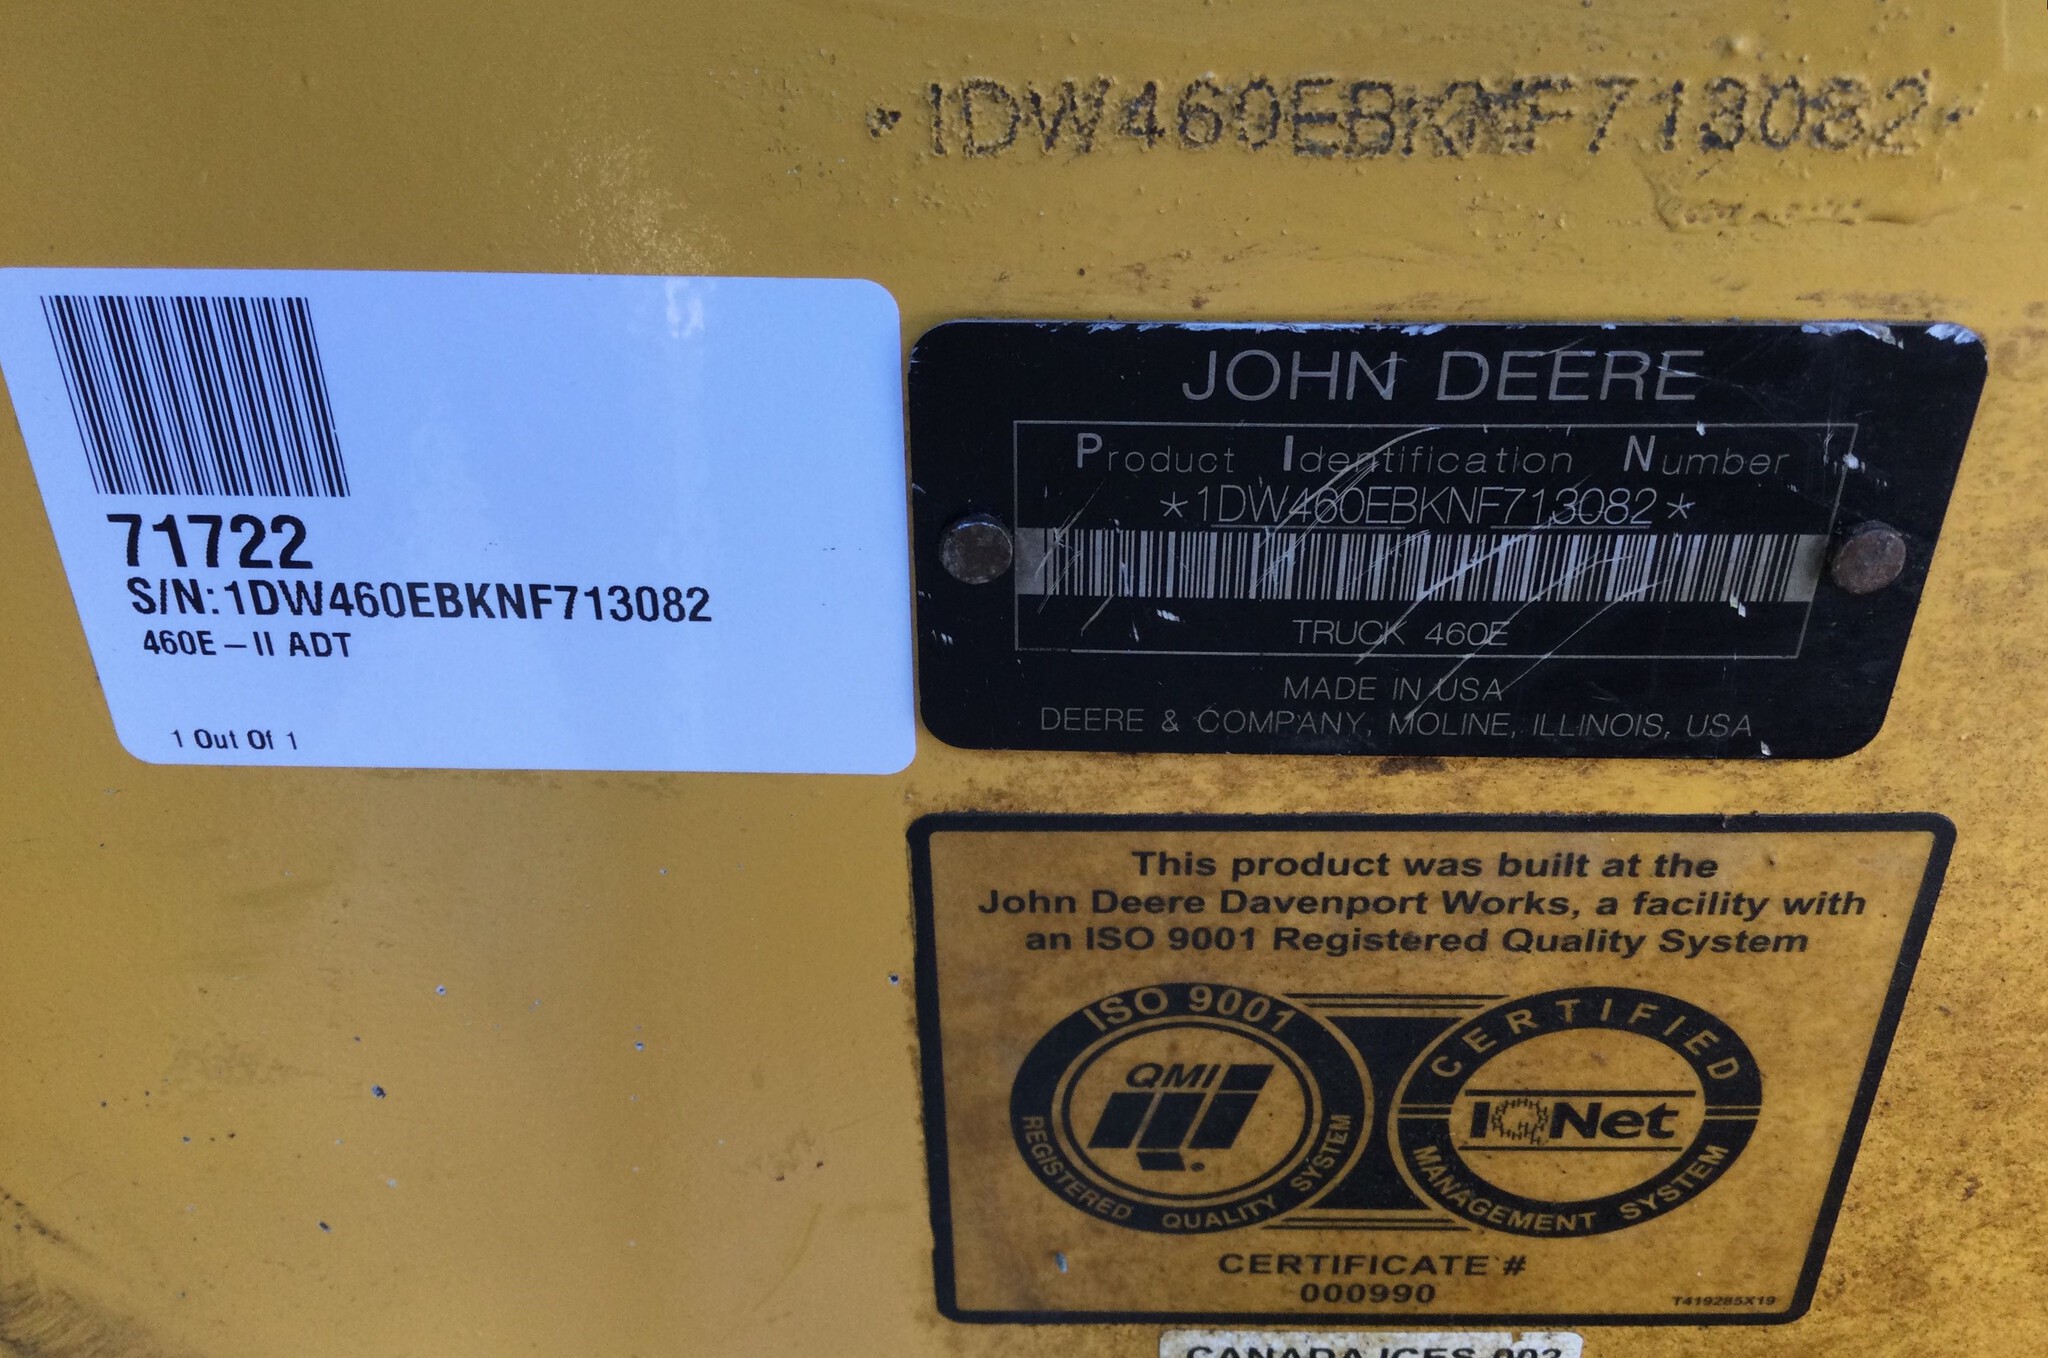 *1DW460EBKNF713082*
71722
S/N:1DW460EBKNF713082
460E-II ADT
1 Out Of 1
JOHN DEERE
Product Identification Number
*1DW460EBKNF713082*
TRUCK 460E
MADE IN USA
DEERE & COMPANY, MOLINE, ILLINOIS, USA
This product was built at the
John Deere Davenport Works, a facility with
an ISO 9001 Registered Quality System
ISO 9001
QMI
REGISTERED QUALITY SYSTEM
CERTIFIED
IQNet
MANAGEMENT SYSTEM
CERTIFICATE #
000990
T419285X19
CANADA ICES-002